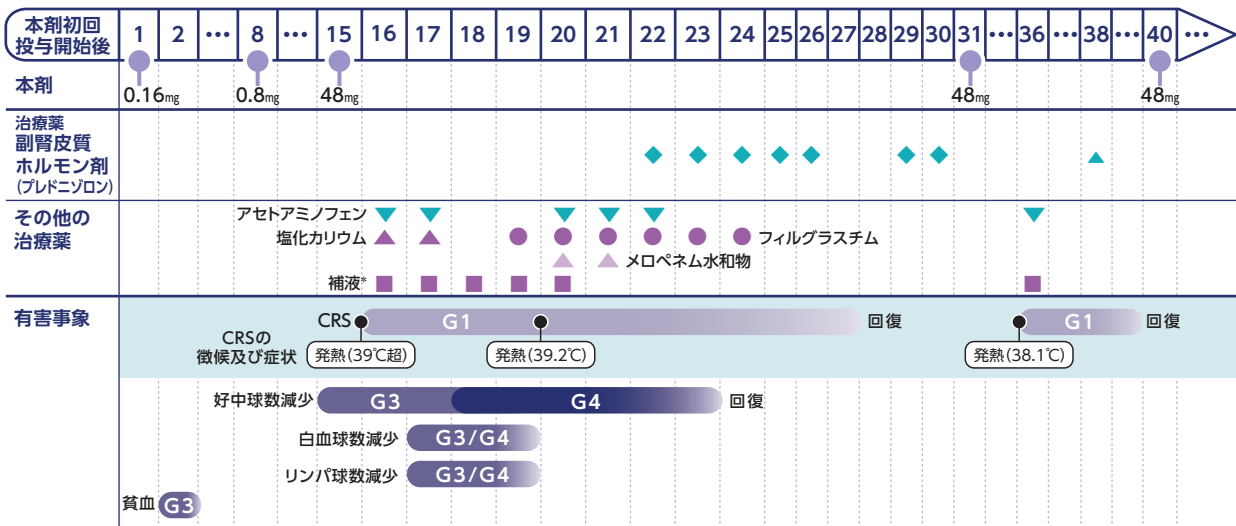 本剤初回
投与開始後
1 2 … 8 … 15 16 17 18 19 20 21 22 23 24 25 26 27 28 29 30 31 … 36 … 38 … 40 …
本剤
0.16mg 0.8mg 48mg 48mg 48mg
治療薬
副腎皮質
ホルモン剤
(プレドニゾロン)
その他の
治療薬
アセトアミノフェン
塩化カリウム フィルグラスチム
メロペネム水和物
補液*
有害事象
CRS G1 回復 G1 回復
CRSの
徴候及び症状
発熱(39℃超) 発熱(39.2℃) 発熱(38.1℃)
好中球数減少 G3 G4 回復
白血球数減少 G3/G4
リンパ球数減少 G3/G4
貧血 G3